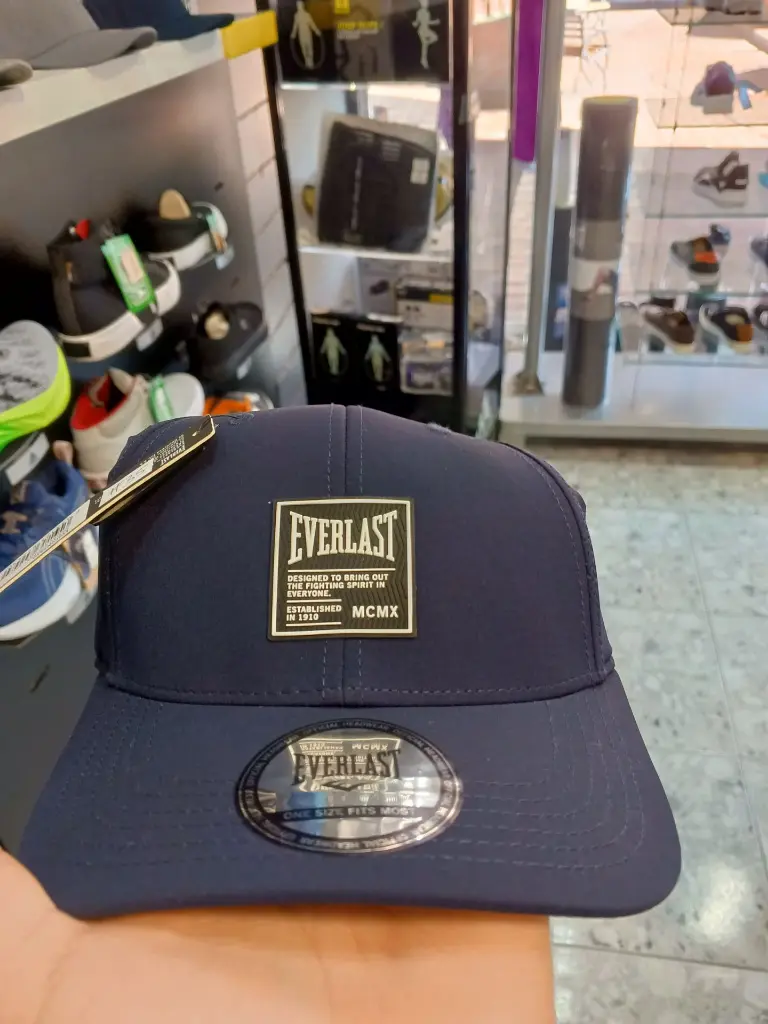 EVERLAST
DESIGNED TO BRING OUT
THE FIGHTING SPIRIT IN
EVERYONE.
ESTABLISHED
IN 1910
MCMX
EVERLAST
ONE SIZE FITS MOST